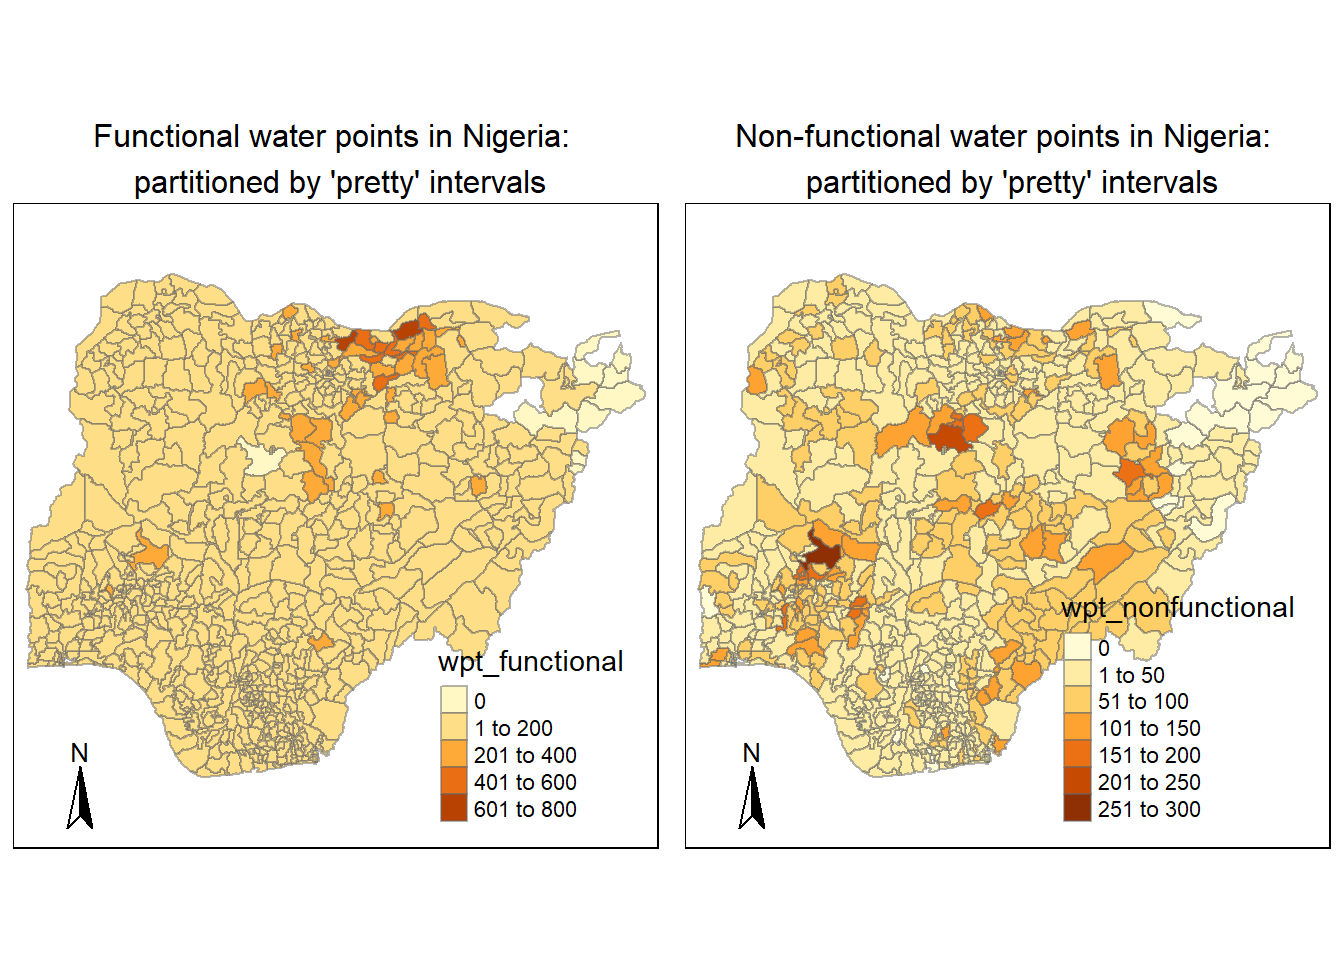 Functional water points in Nigeria:
partitioned by 'pretty' intervals
wpt_functional
0
1 to 200
201 to 400
401 to 600
601 to 800
N
Non-functional water points in Nigeria:
partitioned by 'pretty' intervals
wpt_nonfunctional
0
1 to 50
51 to 100
101 to 150
151 to 200
201 to 250
251 to 300
N